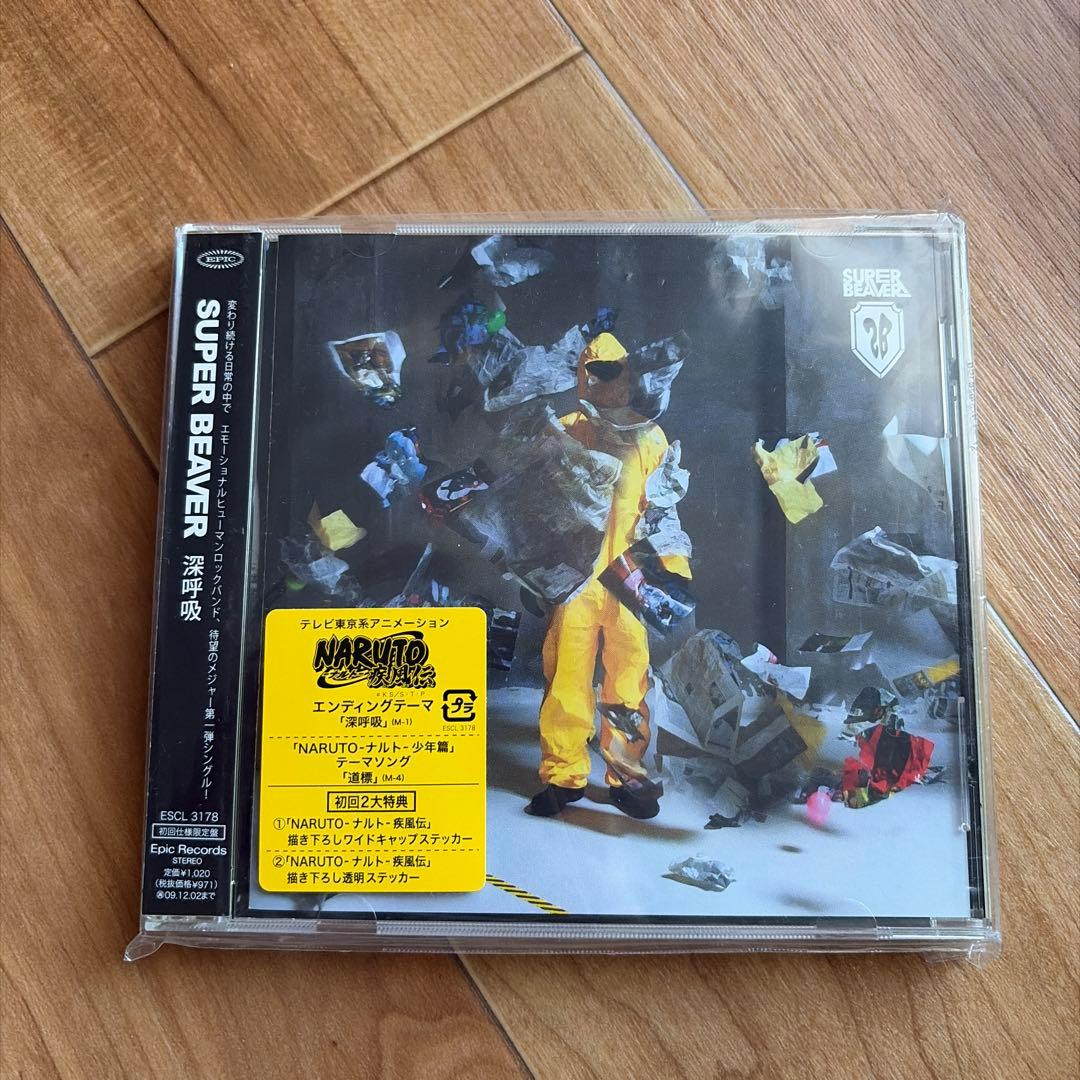 EPIC
変わり続ける日常の中で エモーショナルヒューマンロックバンド、待望のメジャー第一弾シングル!
SUPER BEAVER 深呼吸
ESCL 3178
初回仕様限定盤
Epic Records
STEREO
定価¥1,020
(税抜価格¥971)
09.12.02まで
SUPER
BEAVER
SB
テレビ東京系アニメーション
NARUTO
ナルト 疾風伝
©KS/S・T・P
エンディングテーマ
「深呼吸」(M-1)
プラ
ESCL 3178
「NARUTO-ナルト-少年篇」
テーマソング
「道標」(M-4)
初回2大特典
①「NARUTO-ナルト-疾風伝」
描き下ろしワイドキャップステッカー
②「NARUTO-ナルト-疾風伝」
描き下ろし透明ステッカー